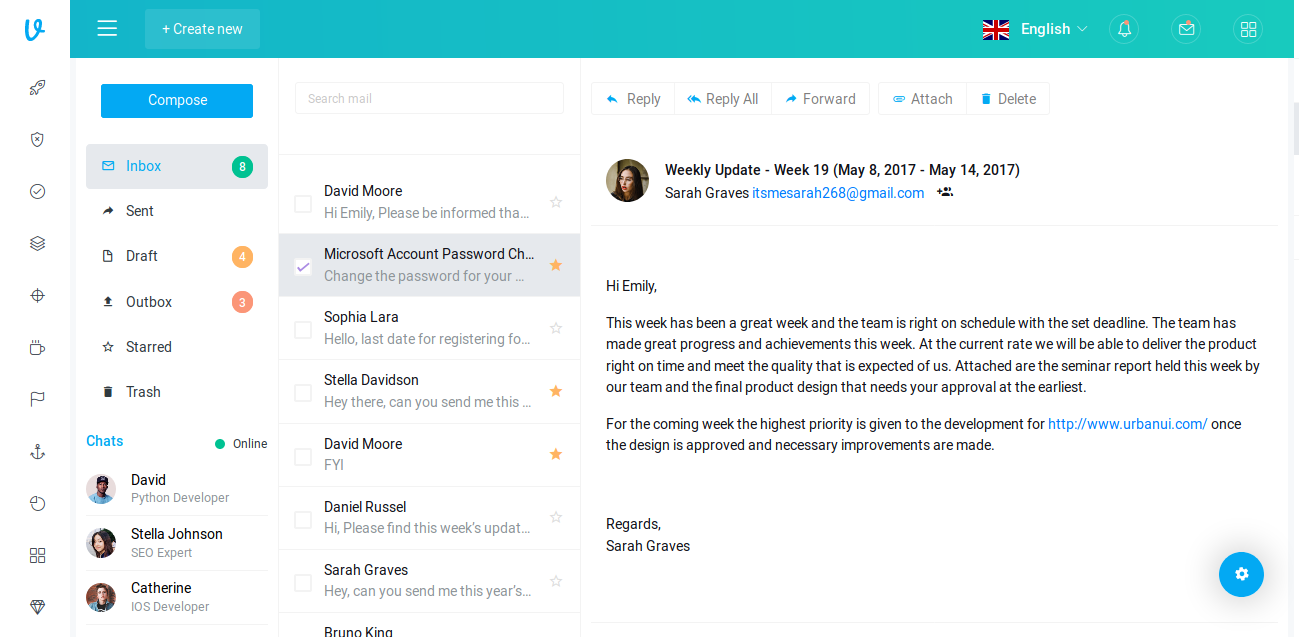 + Create new
English
Compose
Inbox
8
Sent
Draft
4
Outbox
3
Starred
Trash
Chats
Online
David
Python Developer
Stella Johnson
SEO Expert
Catherine
IOS Developer
Search mail
David Moore
Hi Emily, Please be informed tha...
Microsoft Account Password Ch...
Change the password for your ...
Sophia Lara
Hello, last date for registering fo...
Stella Davidson
Hey there, can you send me this ...
David Moore
FYI
Daniel Russel
Hi, Please find this week's updat...
Sarah Graves
Hey, can you send me this year's...
Bruno King
Reply
Reply All
Forward
Attach
Delete
Weekly Update - Week 19 (May 8, 2017 - May 14, 2017)
Sarah Graves itsmesarah268@gmail.com
Hi Emily,
This week has been a great week and the team is right on schedule with the set deadline. The team has
made great progress and achievements this week. At the current rate we will be able to deliver the product
right on time and meet the quality that is expected of us. Attached are the seminar report held this week by
our team and the final product design that needs your approval at the earliest.
For the coming week the highest priority is given to the development for http://www.urbanui.com/ once
the design is approved and necessary improvements are made.
Regards,
Sarah Graves